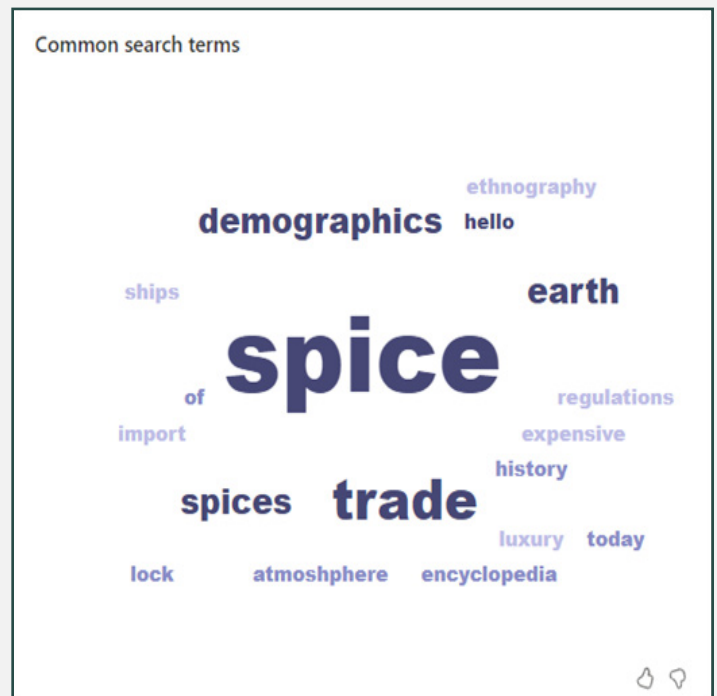 Common search terms
ethnography
demographics hello
ships earth
spice
of regulations
import expensive
history
spices trade
luxury today
lock atmoshphere encyclopedia